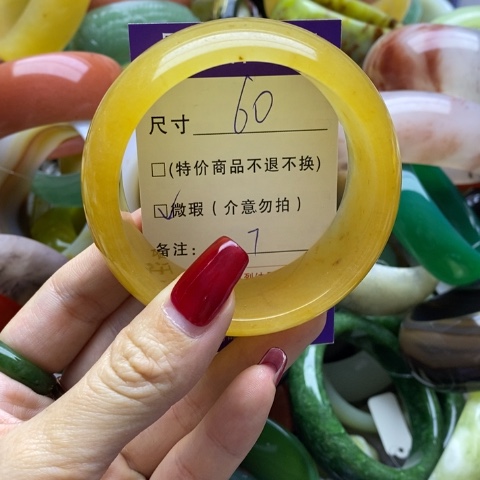 尺寸 60
□(特价商品不退不换)
☑微瑕(介意勿拍)
备注: 7